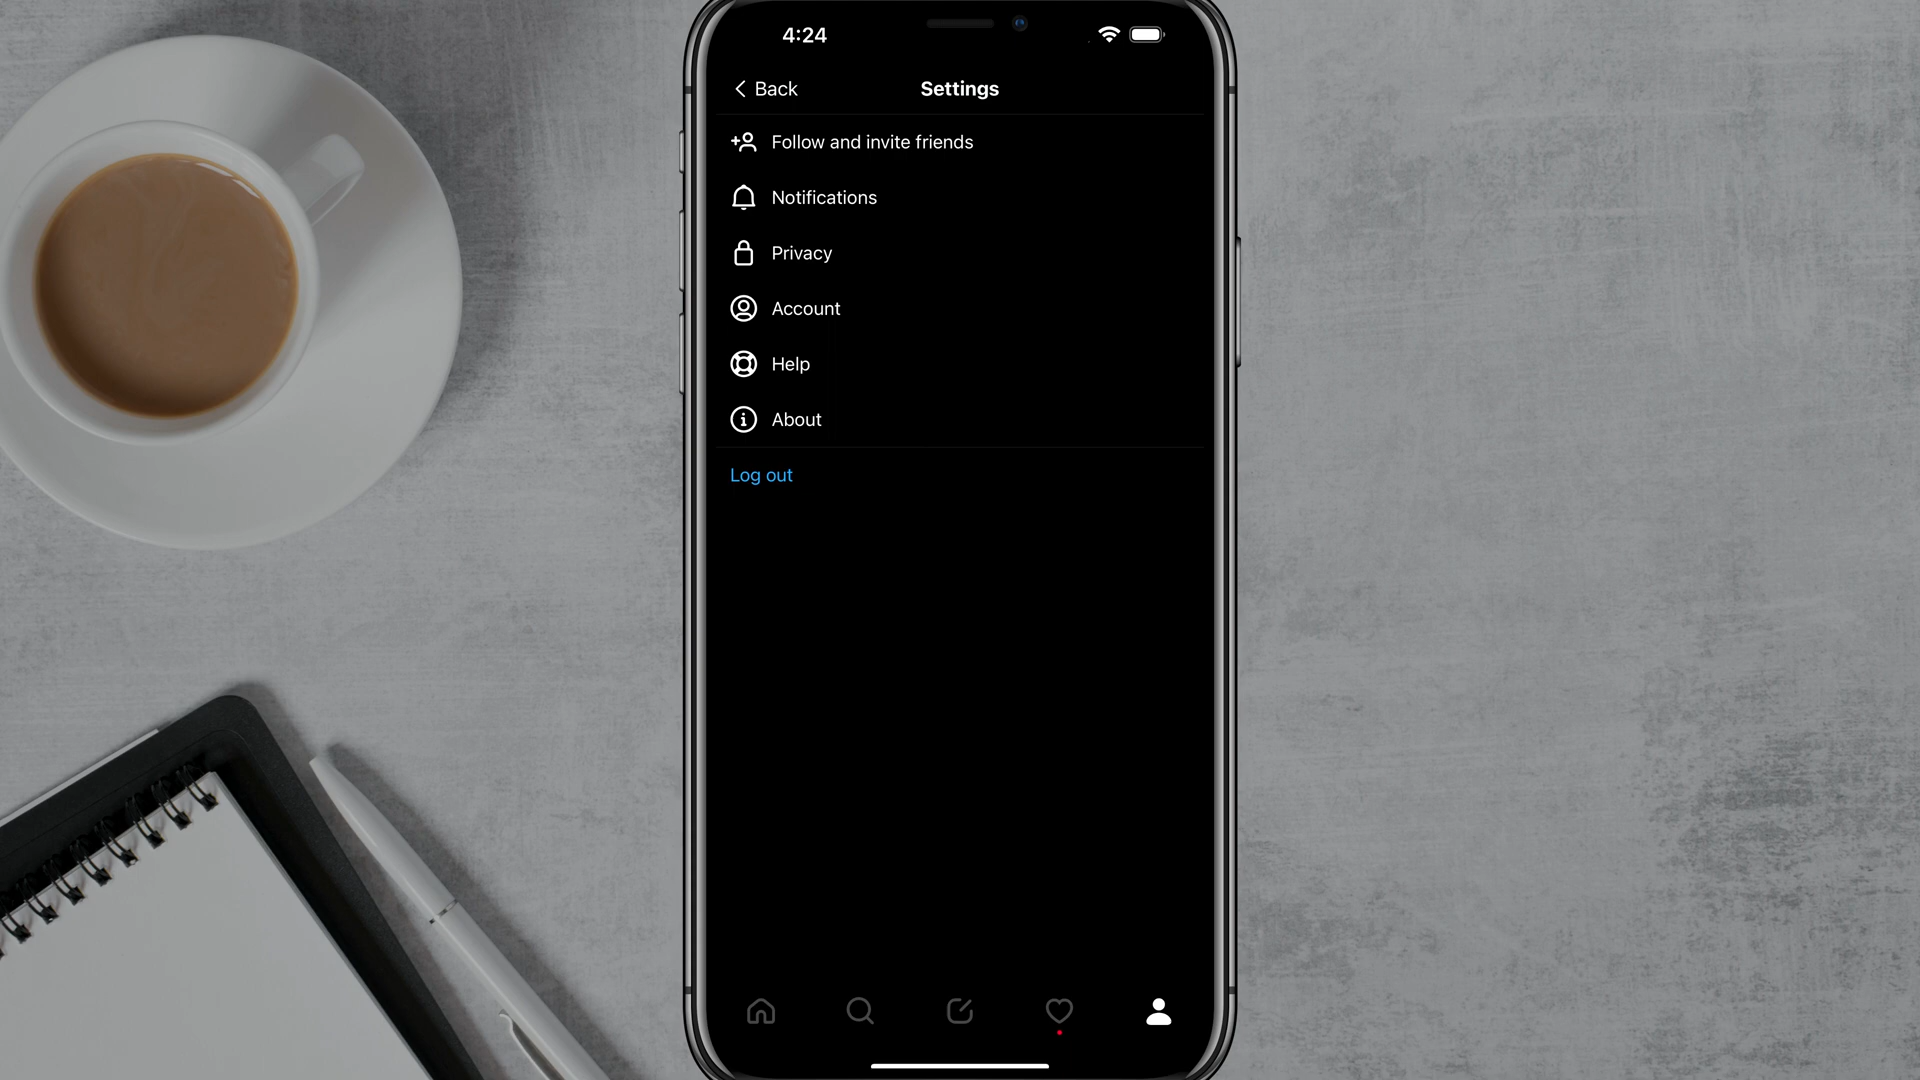 4:24
Back
Settings
Follow and invite friends
Notifications
Privacy
Account
Help
About
Log out